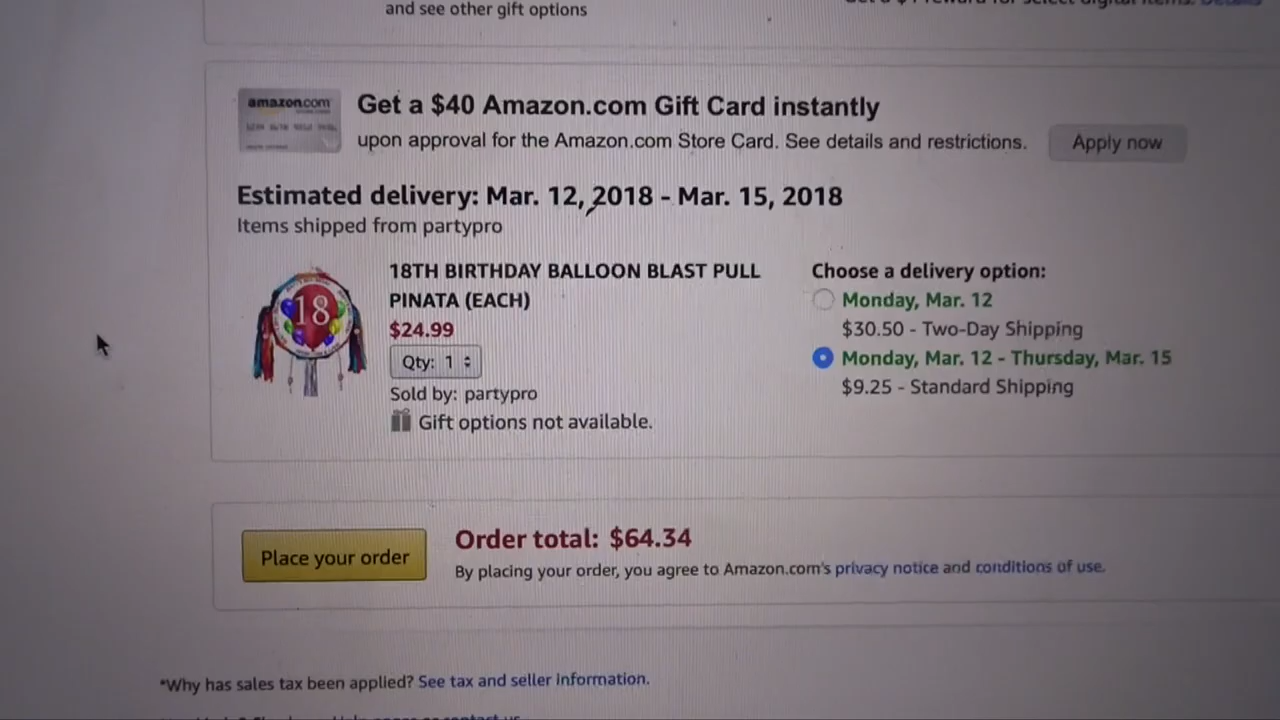 and see other gift options
amazon.com
Get a $40 Amazon.com Gift Card instantly
upon approval for the Amazon.com Store Card. See details and restrictions.
Apply now
Estimated delivery: Mar. 12, 2018 - Mar. 15, 2018
Items shipped from partypro
18
18TH BIRTHDAY BALLOON BLAST PULL
PINATA (EACH)
$24.99
Qty: 1
Sold by: partypro
Gift options not available.
Choose a delivery option:
Monday, Mar. 12
$30.50 - Two-Day Shipping
Monday, Mar. 12 - Thursday, Mar. 15
$9.25 - Standard Shipping
Place your order
Order total: $64.34
By placing your order, you agree to Amazon.com's privacy notice and conditions of use.
*Why has sales tax been applied? See tax and seller information.